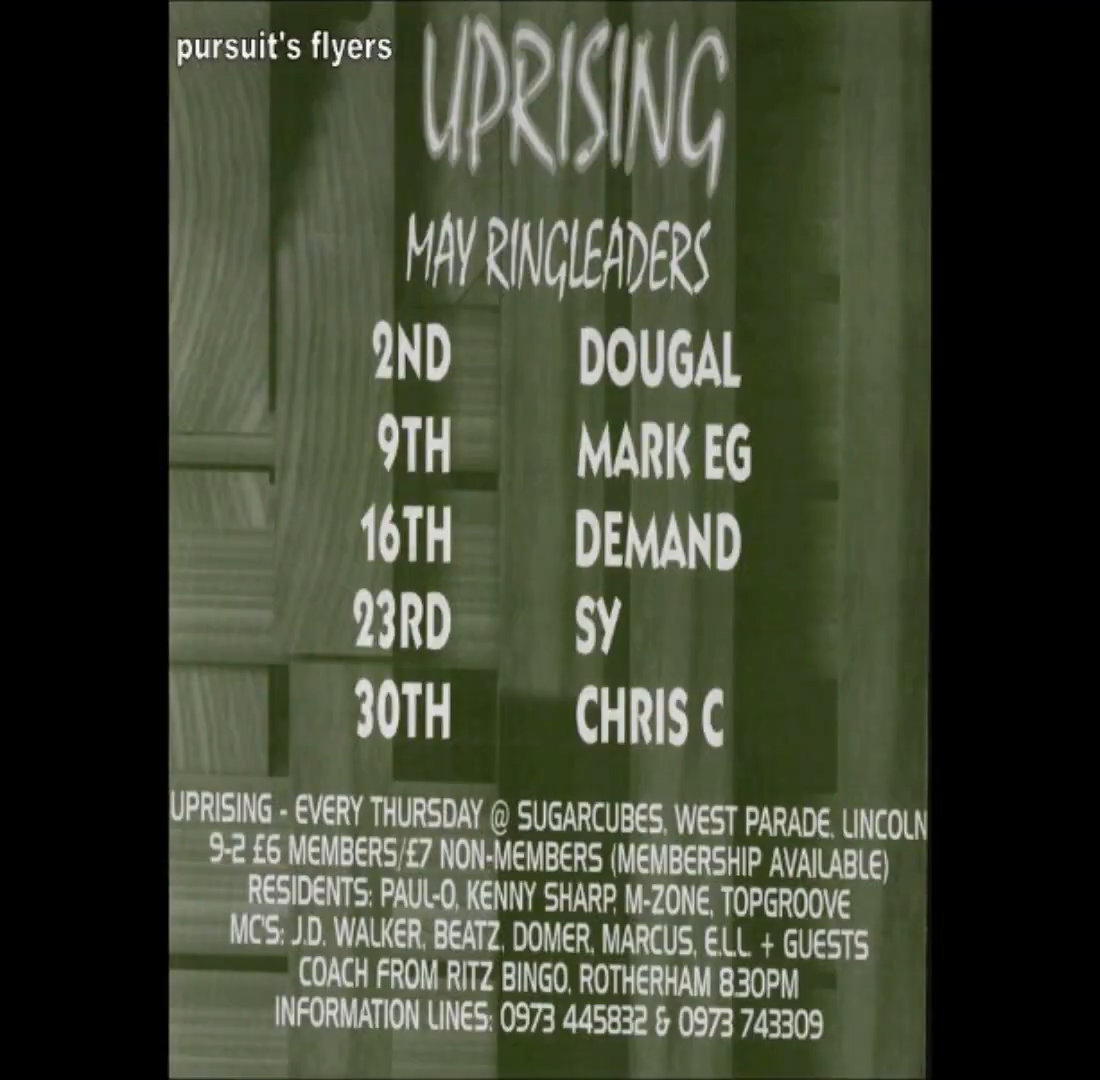 pursuit's flyers
UPRISING
MAY RINGLEADERS
2ND DOUGAL
9TH MARK EG
16TH DEMAND
23RD SY
30TH CHRIS C
UPRISING - EVERY THURSDAY @ SUGARCUBES, WEST PARADE, LINCOLN
9-2 £6 MEMBERS/£7 NON-MEMBERS (MEMBERSHIP AVAILABLE)
RESIDENTS: PAUL-O, KENNY SHARP, M-ZONE, TOPGROOVE
MC'S: J.D. WALKER, BEATZ, DOMER, MARCUS, E.L.L. + GUESTS
COACH FROM RITZ BINGO, ROTHERHAM 8.30PM
INFORMATION LINES: 0973 445832 & 0973 743309